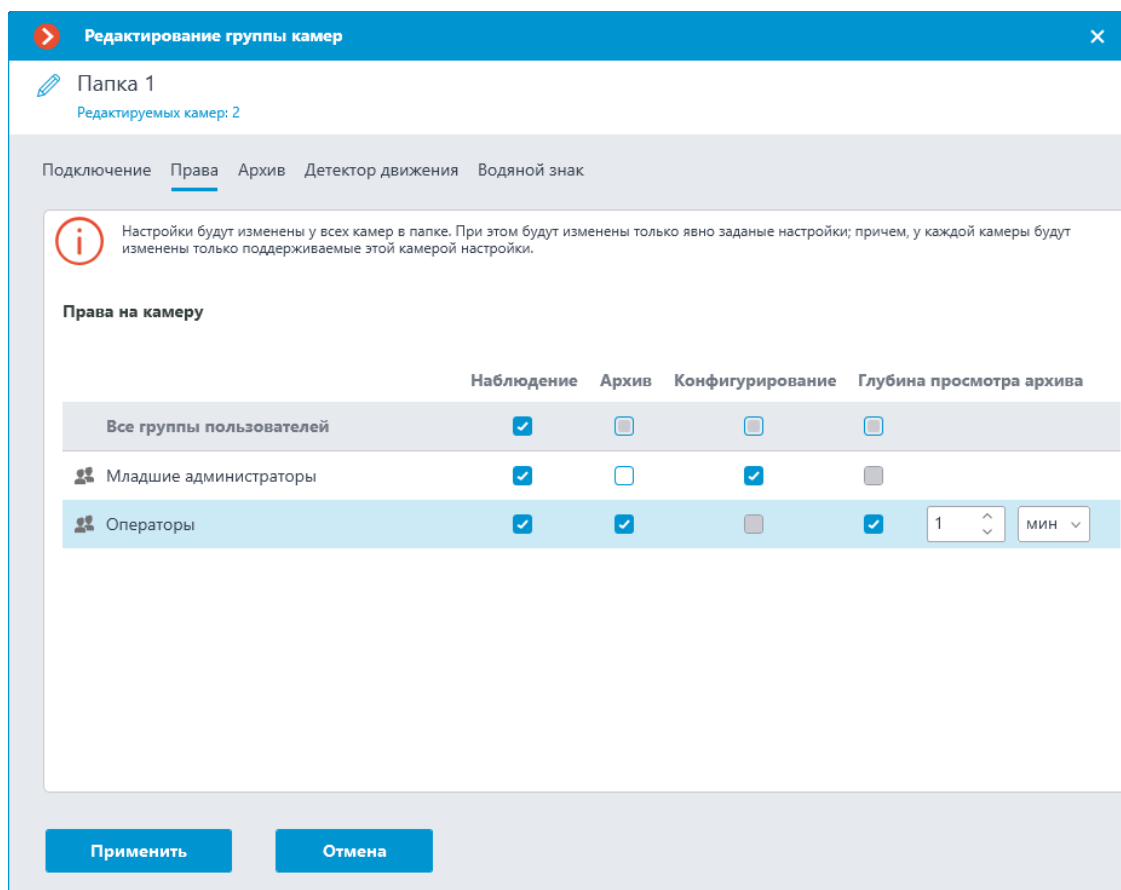 Редактирование группы камер
Папка 1
Редактируемых камер: 2
Подключение Права Архив Детектор движения Водяной знак
Настройки будут изменены у всех камер в папке. При этом будут изменены только явно заданые настройки; причем, у каждой камеры будут
изменены только поддерживаемые этой камерой настройки.
Права на камеру
Наблюдение Архив Конфигурирование Глубина просмотра архива
Все группы пользователей
Младшие администраторы
Операторы 1 мин
Применить Отмена